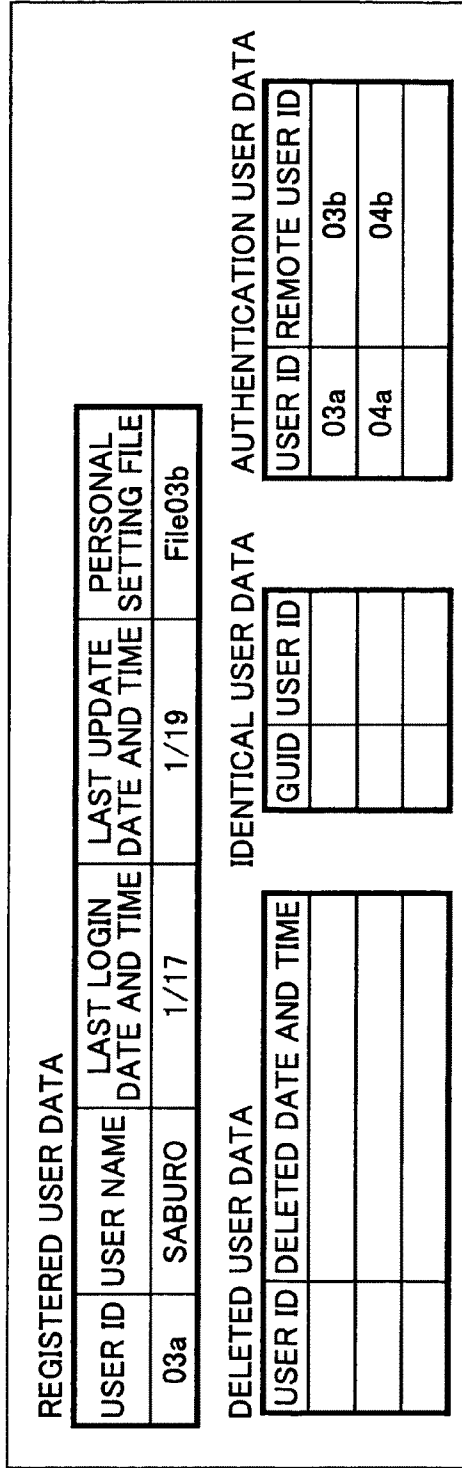 REGISTERED USER DATA
USER ID USER NAME LAST LOGIN DATE AND TIME LAST UPDATE DATE AND TIME PERSONAL SETTING FILE
03a SABURO 1/17 1/19 File03b
DELETED USER DATA
USER ID DELETED DATE AND TIME
IDENTICAL USER DATA
GUID USER ID
AUTHENTICATION USER DATA
USER ID REMOTE USER ID
03a 03b
04a 04b